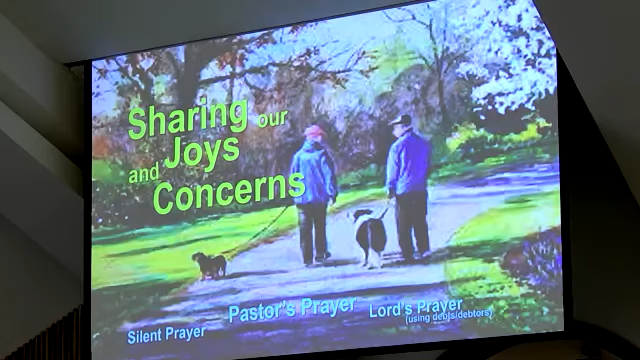 Sharing our
and Joys
Concerns
Silent Prayer
Pastor's Prayer
Lord's Prayer
(using debts/debtors)